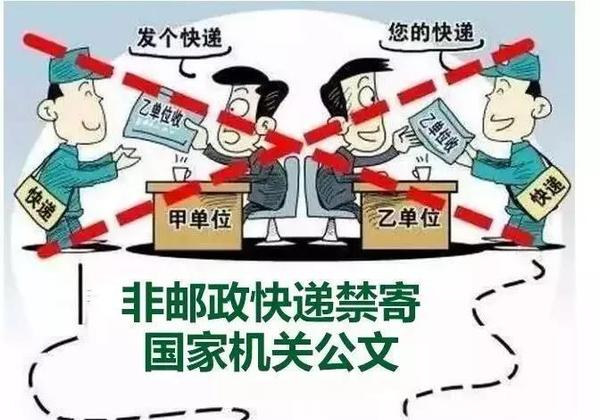 发个快递
您的快递
乙单位收
乙单位收
快递
快递
甲单位
乙单位
非邮政快递禁寄
国家机关公文